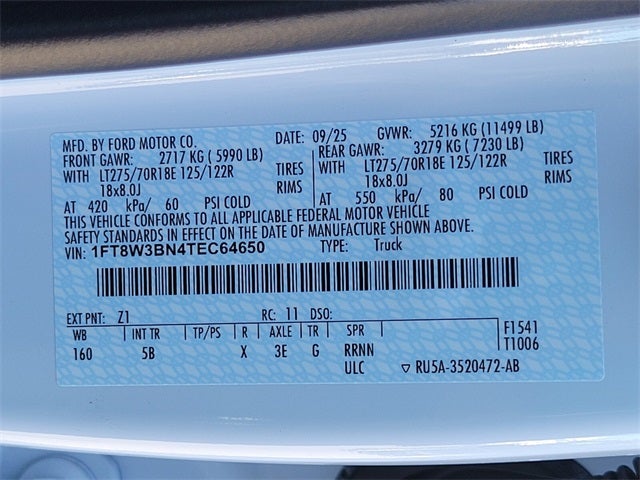 MFD. BY FORD MOTOR CO. DATE: 09/25 GVWR: 5216 KG (11499 LB)
FRONT GAWR: 2717 KG ( 5990 LB) REAR GAWR: 3279 KG ( 7230 LB)
WITH LT275/70R18E 125/122R TIRES WITH LT275/70R18E 125/122R TIRES
18x8.0J RIMS 18x8.0J RIMS
AT 420 kPa/ 60 PSI COLD AT 550 kPa/ 80 PSI COLD
THIS VEHICLE CONFORMS TO ALL APPLICABLE FEDERAL MOTOR VEHICLE
SAFETY STANDARDS IN EFFECT ON THE DATE OF MANUFACTURE SHOWN ABOVE.
VIN: 1FT8W3BN4TEC64650 TYPE: Truck
EXT PNT: Z1 RC: 11 DSO:
WB INT TR TP/PS R AXLE TR SPR F1541
160 5B X 3E G RRNN T1006
ULC ▽ RU5A-3520472-AB